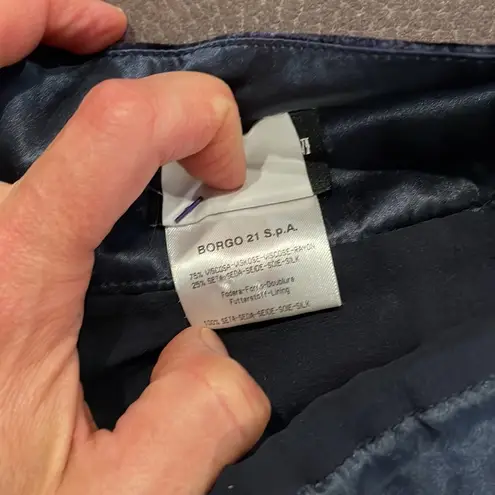 BORGO 21 S.p.A.
75% VISCOSA-VISKOSE-VISCOSE-RAYON
25% SETA-SEDA-SEIDE-SOIE-SILK
Fodera-Forro-Doublure
Futterstoff-Lining
100% SETA-SEDA-SEIDE-SOIE-SILK